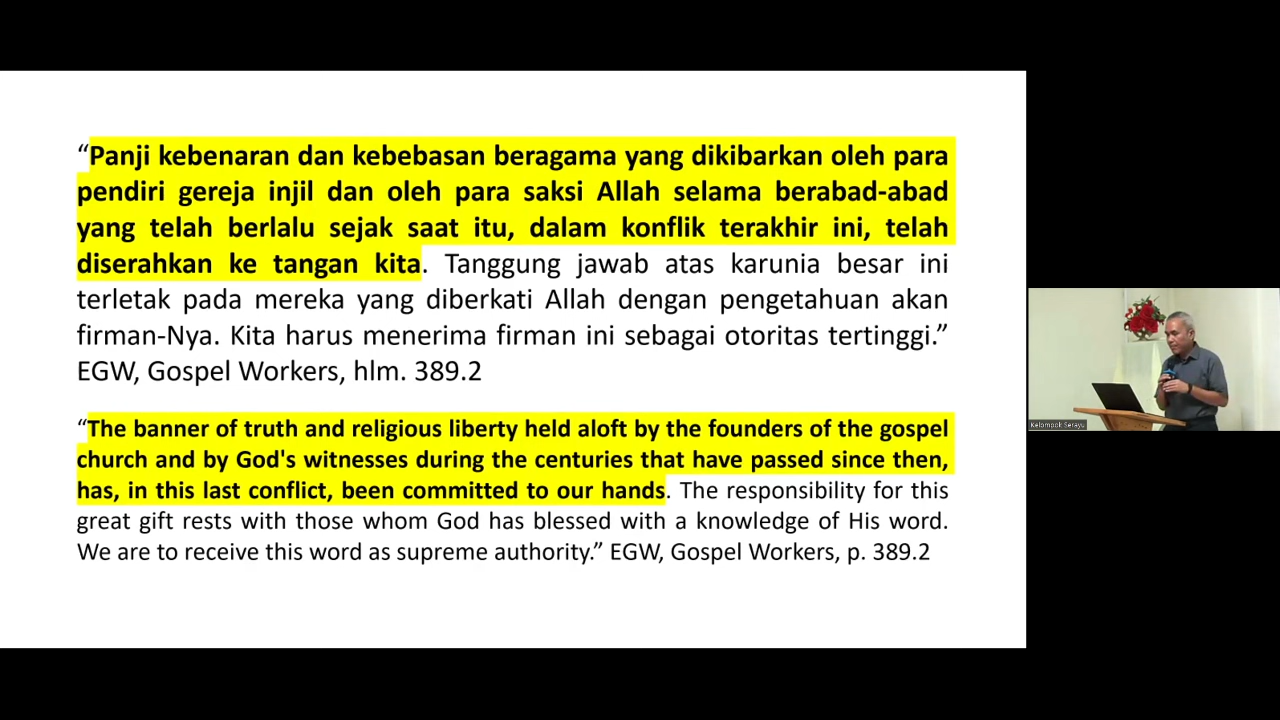 “Panji kebenaran dan kebebasan beragama yang dikibarkan oleh para
pendiri gereja injil dan oleh para saksi Allah selama berabad-abad
yang telah berlalu sejak saat itu, dalam konflik terakhir ini, telah
diserahkan ke tangan kita. Tanggung jawab atas karunia besar ini
terletak pada mereka yang diberkati Allah dengan pengetahuan akan
firman-Nya. Kita harus menerima firman ini sebagai otoritas tertinggi.”
EGW, Gospel Workers, hlm. 389.2
“The banner of truth and religious liberty held aloft by the founders of the gospel
church and by God's witnesses during the centuries that have passed since then,
has, in this last conflict, been committed to our hands. The responsibility for this
great gift rests with those whom God has blessed with a knowledge of His word.
We are to receive this word as supreme authority.” EGW, Gospel Workers, p. 389.2
Kelompok Serayu